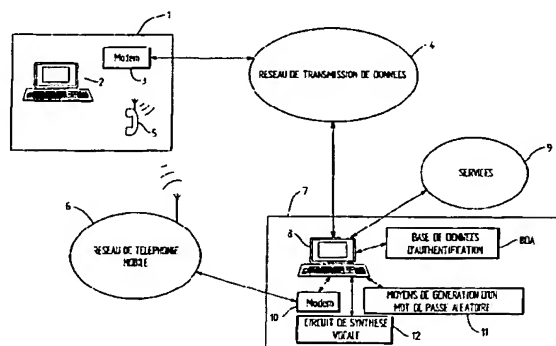 1
Modem
2
3
5
RESEAU DE TRANSMISSION DE DONNÉES
4
9
SERVICES
7
6
RESEAU DE TELEPHONIE
MOBILE
8
BASE DE DONNÉES
D'AUTHENTIFICATION
BDA
Modem
10
MOYENS DE GENERATION D'UN
MOT DE PASSE ALEATOIRE
11
CIRCUIT DE SYNTHESE
VOCALE
12